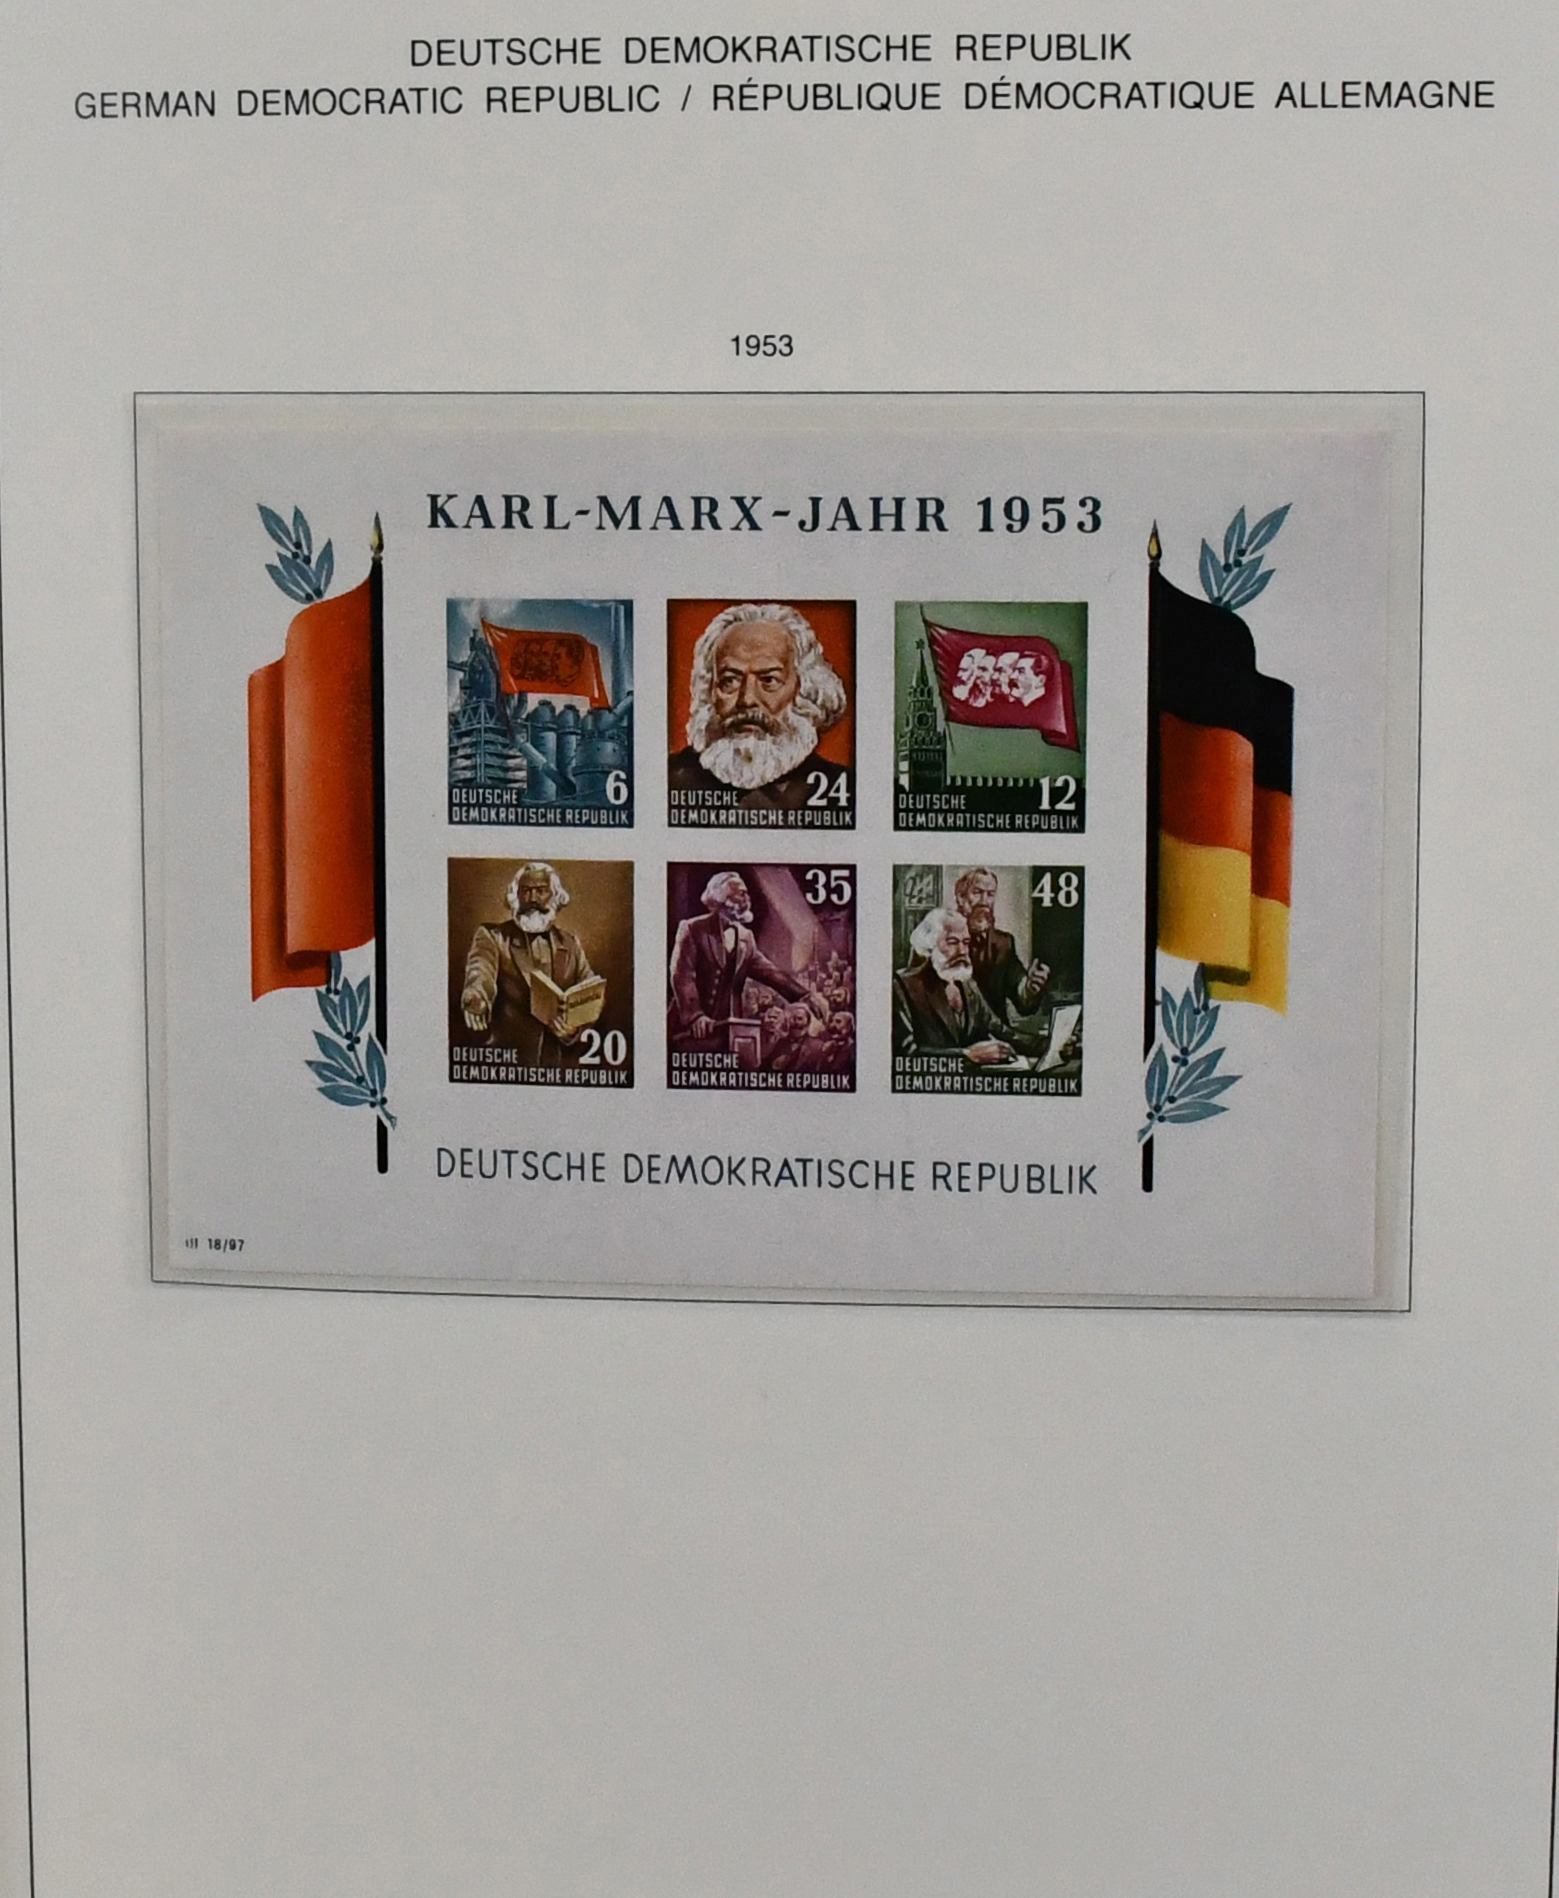 DEUTSCHE DEMOKRATISCHE REPUBLIK
GERMAN DEMOCRATIC REPUBLIC / RÉPUBLIQUE DÉMOCRATIQUE ALLEMAGNE
1953
KARL-MARX-JAHR 1953
6
DEUTSCHE
DEMOKRATISCHE REPUBLIK
24
DEUTSCHE
DEMOKRATISCHE REPUBLIK
12
DEUTSCHE
DEMOKRATISCHE REPUBLIK
20
DEUTSCHE
DEMOKRATISCHE REPUBLIK
35
DEUTSCHE
DEMOKRATISCHE REPUBLIK
48
DEUTSCHE
DEMOKRATISCHE REPUBLIK
DEUTSCHE DEMOKRATISCHE REPUBLIK
18/97